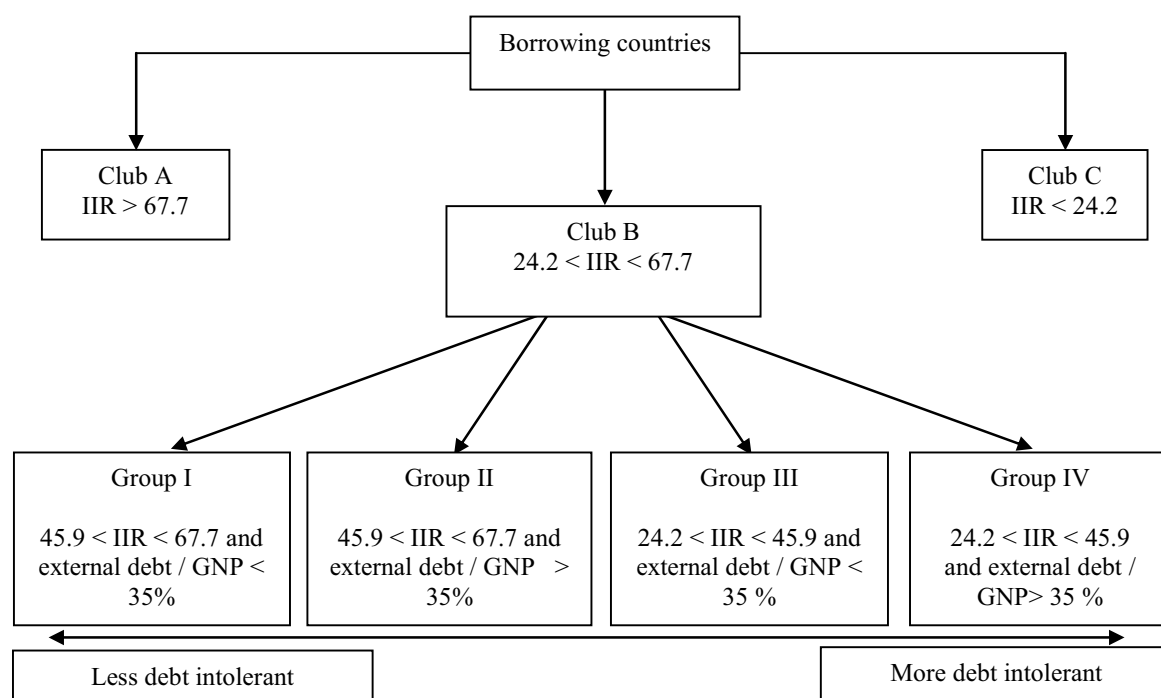 Borrowing countries
Club A
IIR > 67.7
Club C
IIR < 24.2
Club B
24.2 < IIR < 67.7
Group I
45.9 < IIR < 67.7 and
external debt / GNP <
35%
Group II
45.9 < IIR < 67.7 and
external debt / GNP >
35%
Group III
24.2 < IIR < 45.9 and
external debt / GNP <
35 %
Group IV
24.2 < IIR < 45.9
and external debt /
GNP> 35 %
Less debt intolerant
More debt intolerant